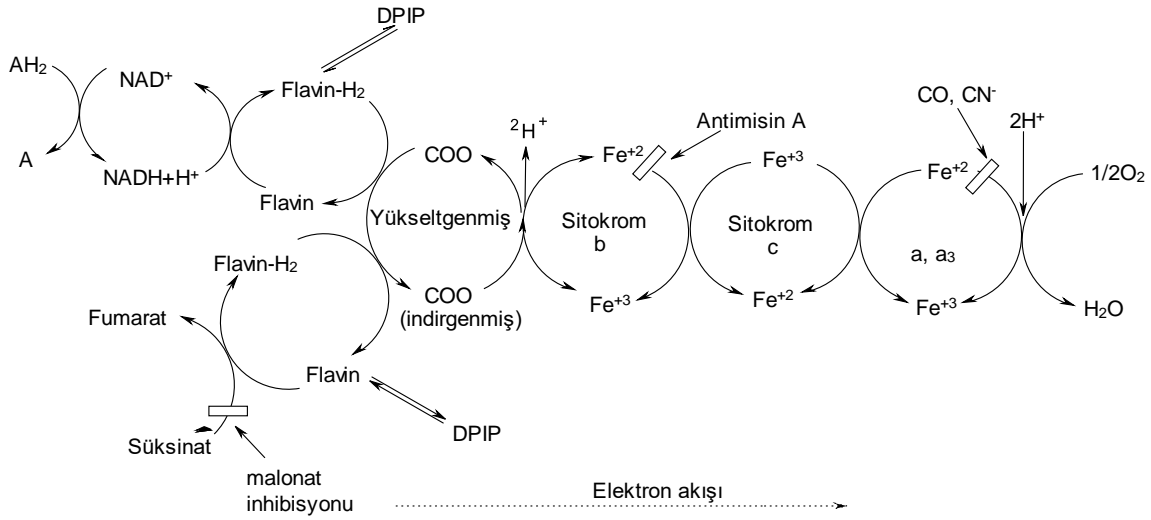 DPIP
AH₂
NAD⁺
Flavin-H₂
CO, CN⁻
2H⁺
Antimisin A
2H⁺
A
NADH+H⁺
COO
Fe⁺²
Fe⁺³
Fe⁺²
1/2O₂
Flavin
Yükseltgenmiş
Sitokrom
b
Sitokrom
c
a, a₃
Flavin-H₂
COO
(indirgenmiş)
Fe⁺³
Fe⁺²
Fe⁺³
H₂O
Fumarat
Flavin
DPIP
Süksinat
malonat
inhibisyonu
Elektron akışı